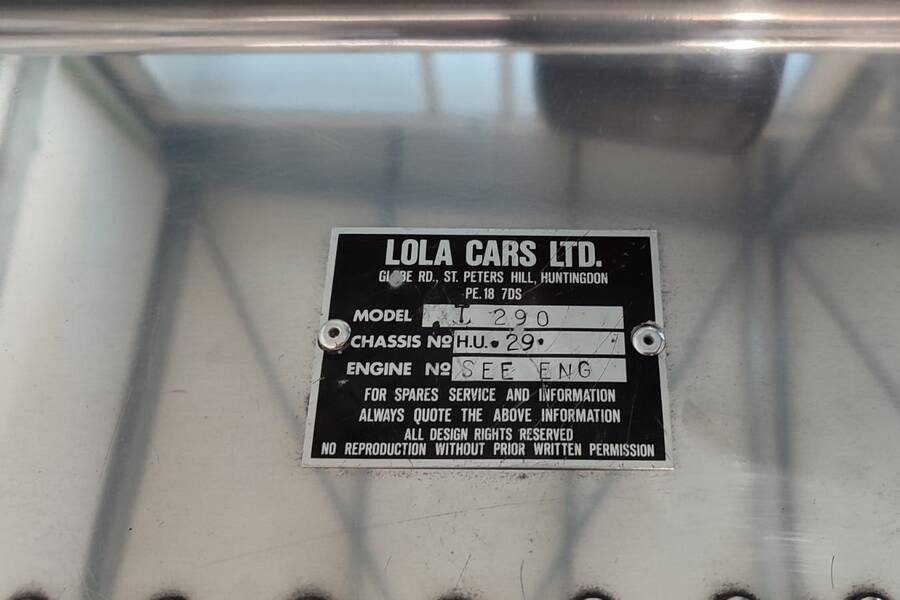 LOLA CARS LTD.
GLEBE RD., ST. PETERS HILL, HUNTINGDON
PE.18 7DS
MODEL T 290
CHASSIS Nº H.U. 29
ENGINE Nº SEE ENG
FOR SPARES SERVICE AND INFORMATION
ALWAYS QUOTE THE ABOVE INFORMATION
ALL DESIGN RIGHTS RESERVED
NO REPRODUCTION WITHOUT PRIOR WRITTEN PERMISSION